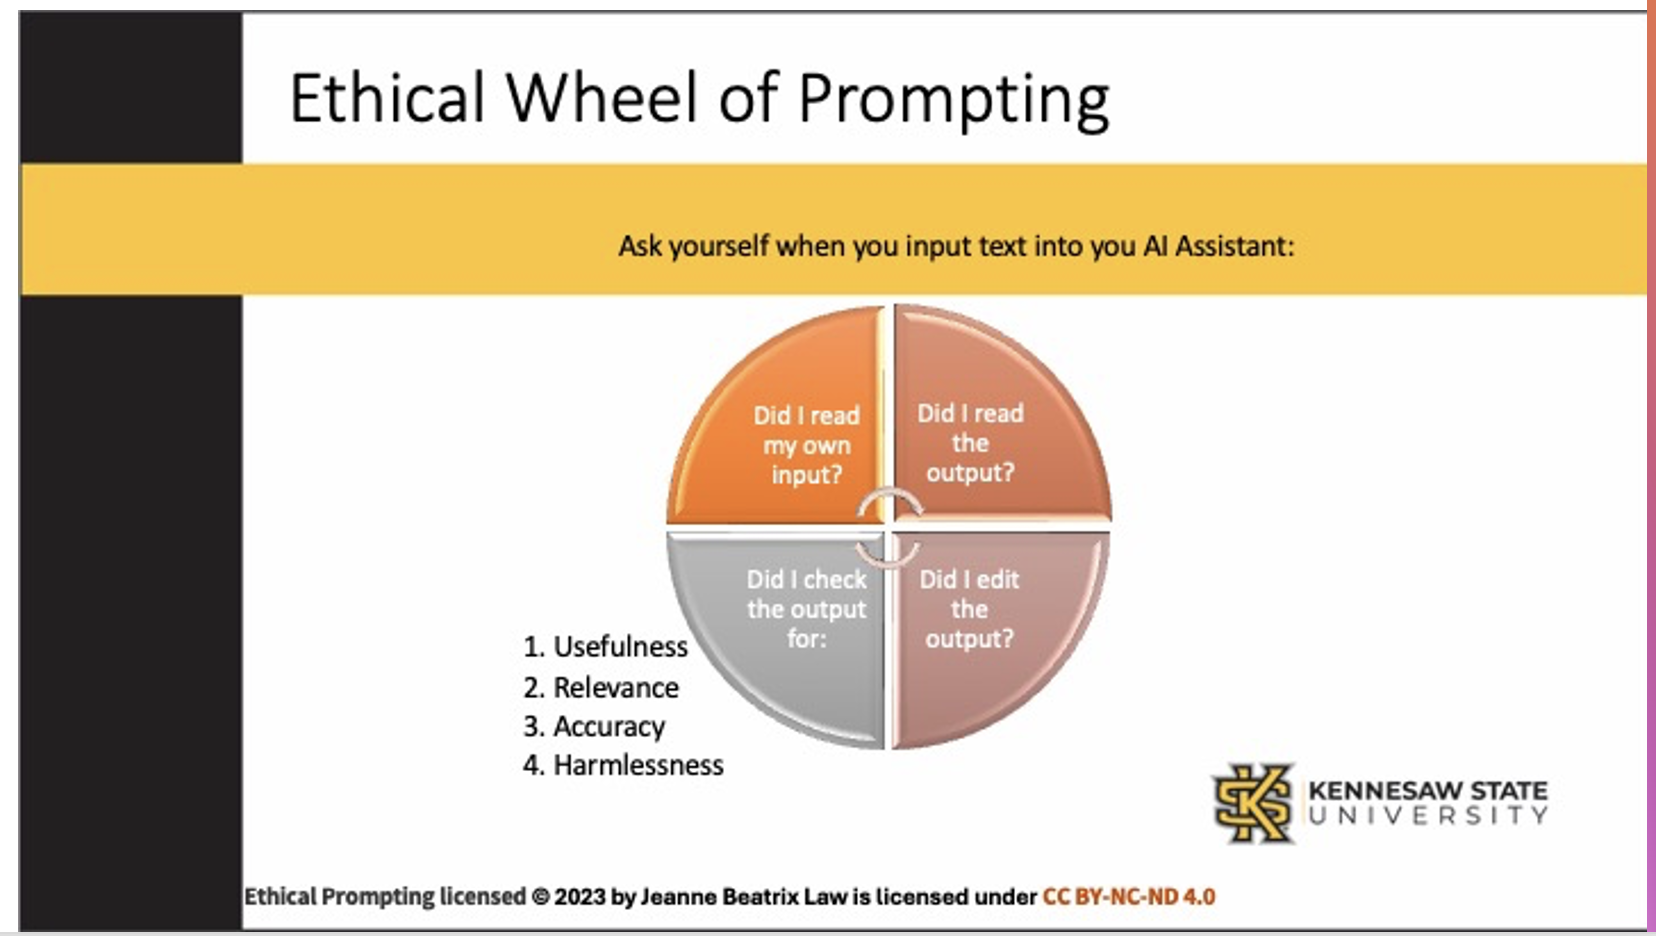 Ethical Wheel of Prompting
Ask yourself when you input text into you AI Assistant:
Did I read
my own
input?
Did I read
the
output?
Did I check
the output
for:
Did I edit
the
output?
1. Usefulness
2. Relevance
3. Accuracy
4. Harmlessness
KENNESAW STATE
UNIVERSITY
Ethical Prompting licensed © 2023 by Jeanne Beatrix Law is licensed under CC BY-NC-ND 4.0